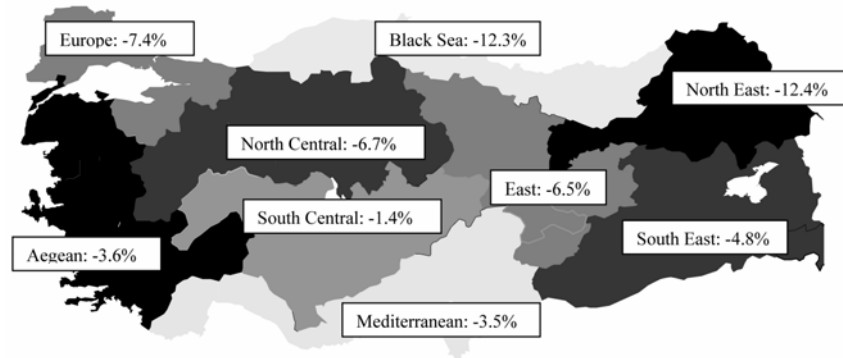 Europe: -7.4%
Black Sea: -12.3%
North East: -12.4%
North Central: -6.7%
East: -6.5%
South Central: -1.4%
South East: -4.8%
Aegean: -3.6%
Mediterranean: -3.5%